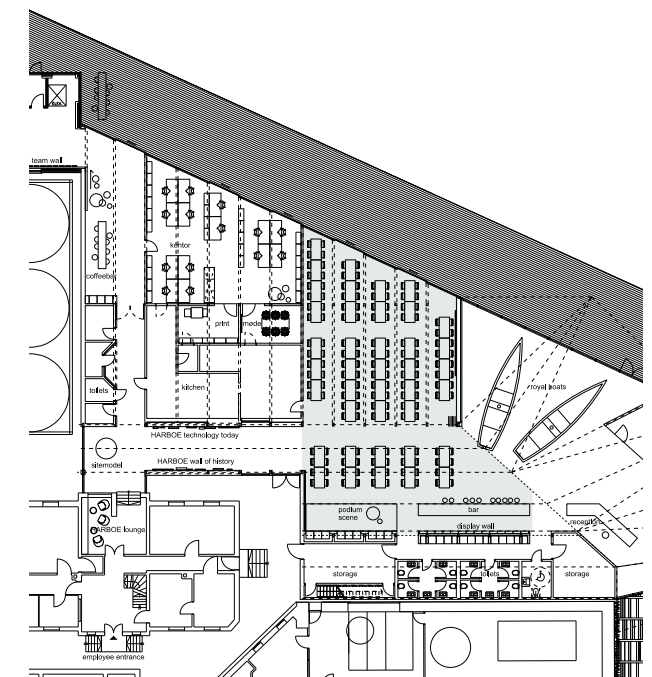 team wall
kontor
coffeebar
print
møde
toilets
kitchen
royal boats
HARBOE technology today
HARBOE wall of history
sitemodel
podium
scene
bar
display wall
HARBOE lounge
reception
storage
toilets
storage
employee entrance